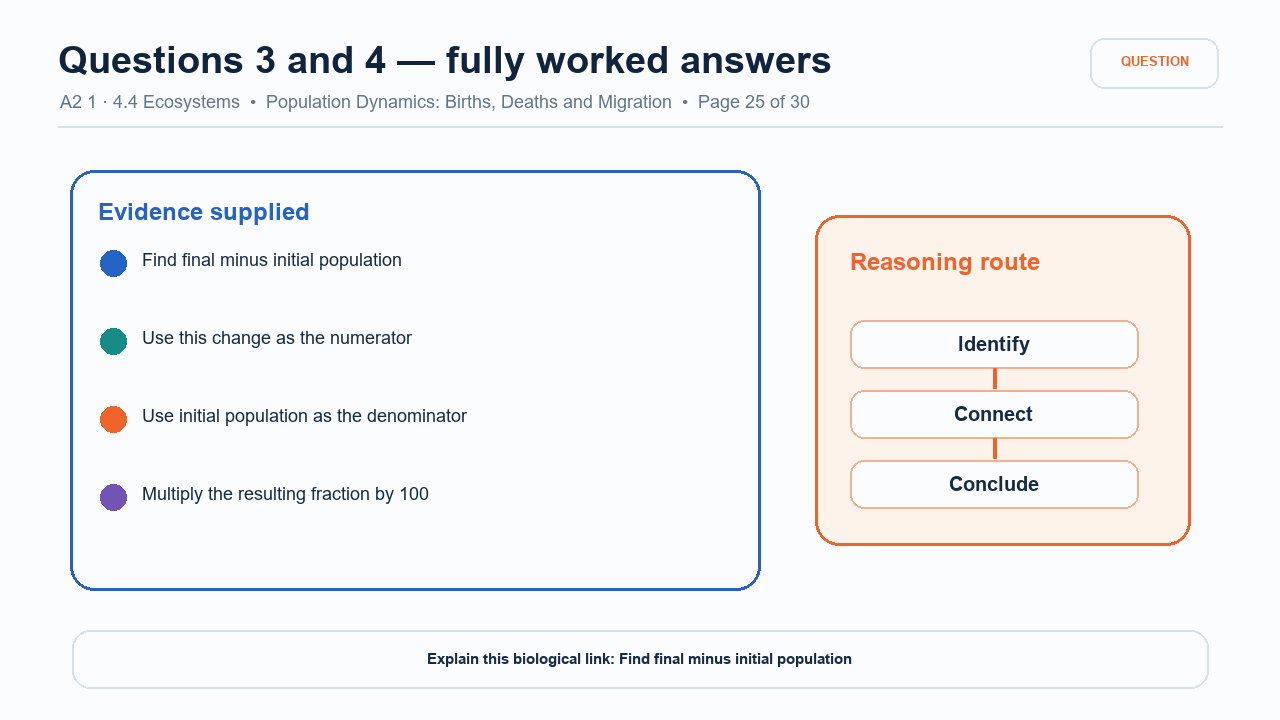 Questions 3 and 4 — fully worked answers
QUESTION
A2 1 · 4.4 Ecosystems • Population Dynamics: Births, Deaths and Migration • Page 25 of 30
Evidence supplied
Find final minus initial population
Use this change as the numerator
Use initial population as the denominator
Multiply the resulting fraction by 100
Reasoning route
Identify
Connect
Conclude
Explain this biological link: Find final minus initial population